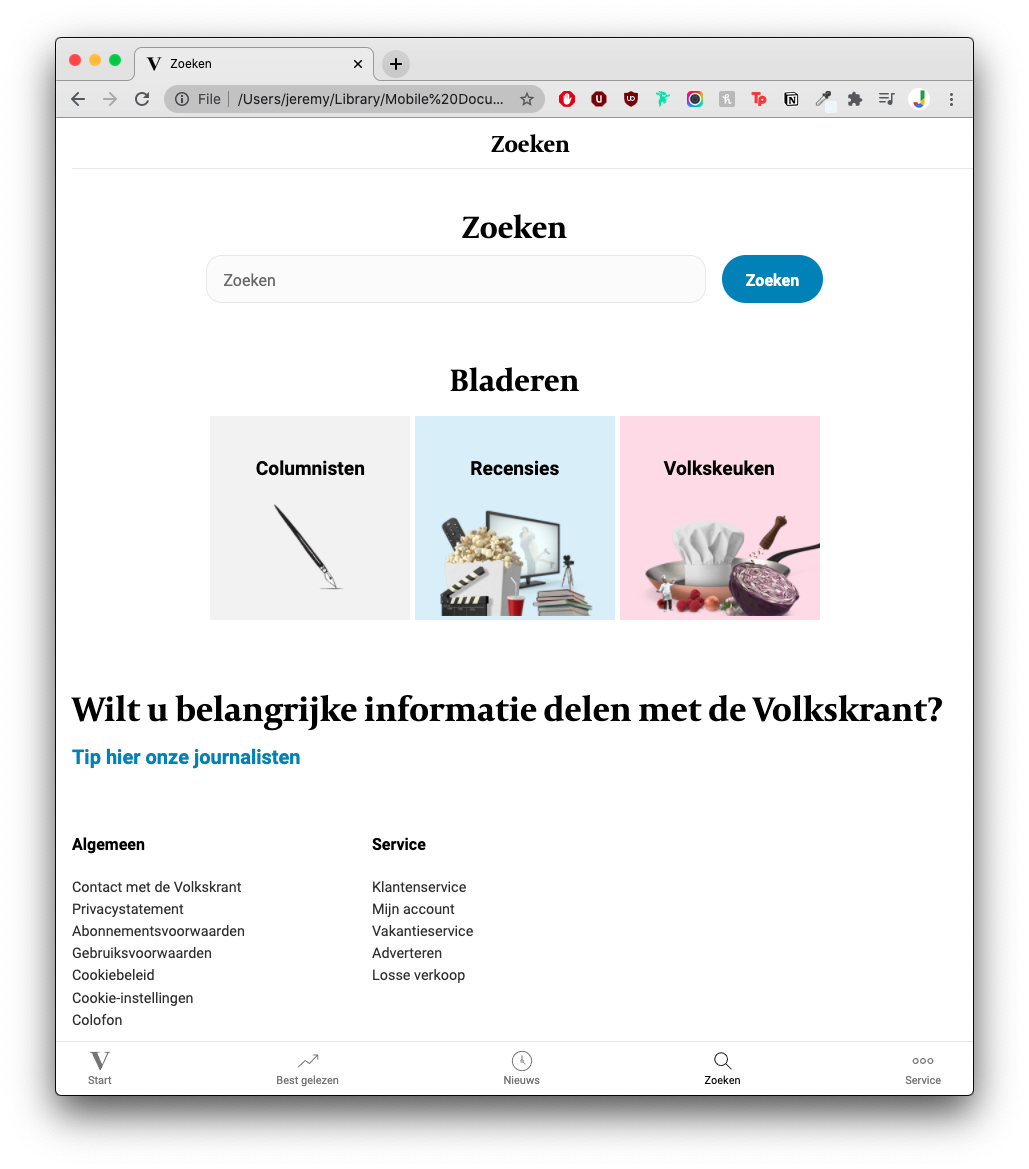 V Zoeken
File /Users/jeremy/Library/Mobile%20Docu...
Zoeken
Zoeken
Zoeken Zoeken
Bladeren
Columnisten Recensies Volkskeuken
Wilt u belangrijke informatie delen met de Volkskrant?
Tip hier onze journalisten
Algemeen Service
Contact met de Volkskrant Klantenservice
Privacystatement Mijn account
Abonnementsvoorwaarden Vakantieservice
Gebruiksvoorwaarden Adverteren
Cookiebeleid Losse verkoop
Cookie-instellingen
Colofon
V
Start Best gelezen Nieuws Zoeken Service